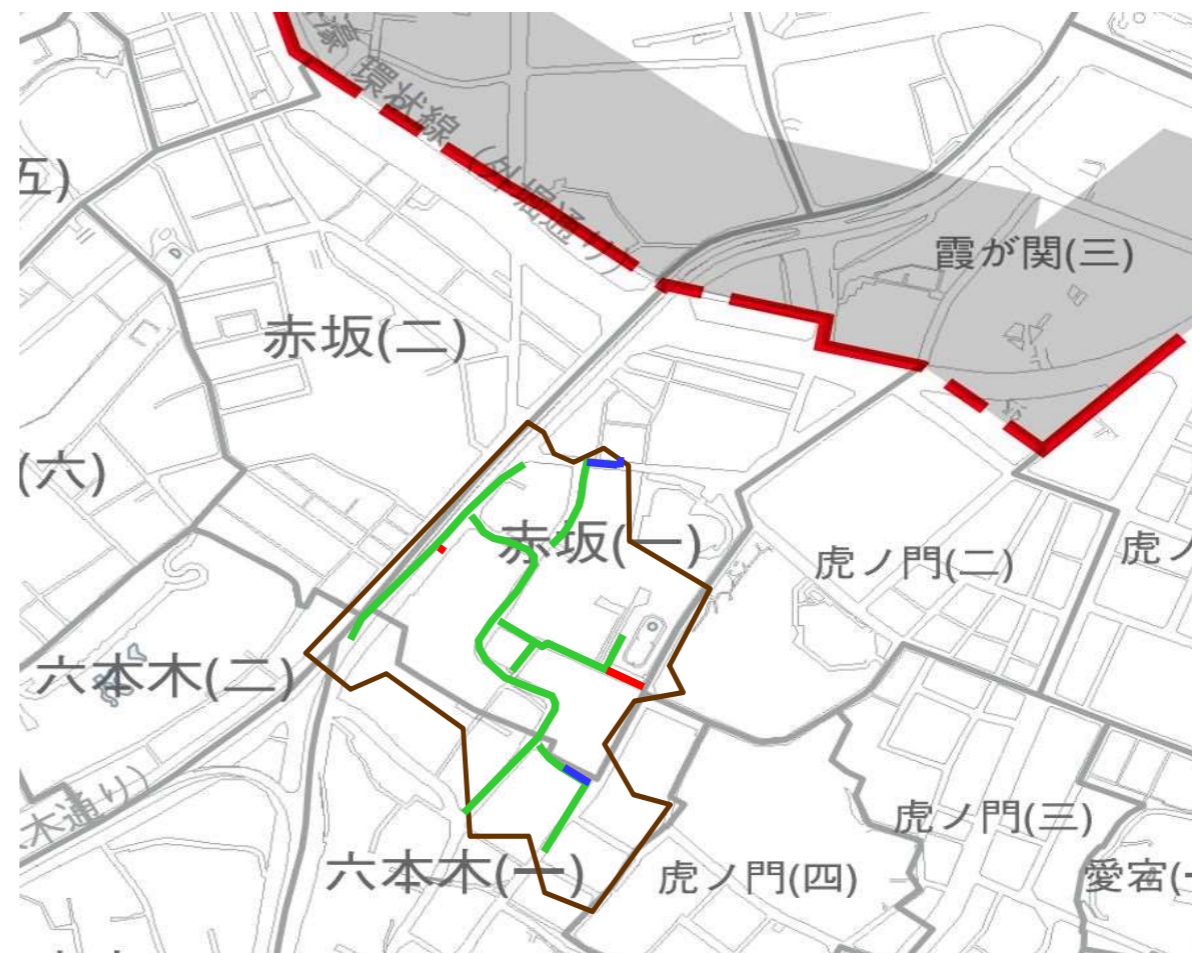 環状線（外堀通り）
霞が関(三)
五)
赤坂(二)
(六)
赤坂(一)
虎ノ門(二)
虎ノ
六本木(二)
木通り）
虎ノ門(三)
六本木(一)
虎ノ門(四)
愛宕(